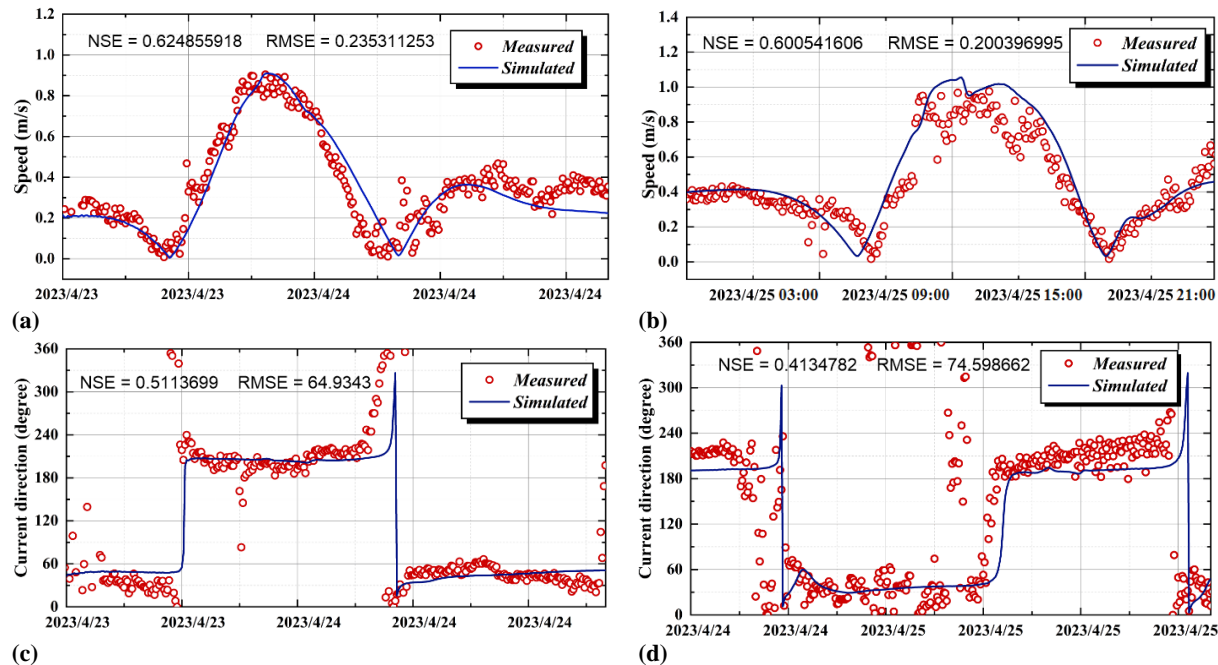 NSE = 0.624855918 RMSE = 0.235311253
Measured
Simulated
Speed (m/s)
1.2
1.0
0.8
0.6
0.4
0.2
0.0
2023/4/23 2023/4/23 2023/4/24 2023/4/24 2023/4/24
(a)
NSE = 0.600541606 RMSE = 0.200396995
Measured
Simulated
Speed (m/s)
1.4
1.2
1.0
0.8
0.6
0.4
0.2
0.0
2023/4/25 03:00 2023/4/25 09:00 2023/4/25 15:00 2023/4/25 21:00
(b)
NSE = 0.5113699 RMSE = 64.9343
Measured
Simulated
Current direction (degree)
360
300
240
180
120
60
0
2023/4/23 2023/4/23 2023/4/24 2023/4/24 2023/4/24
(c)
NSE = 0.4134782 RMSE = 74.598662
Measured
Simulated
Current direction (degree)
360
300
240
180
120
60
0
2023/4/24 2023/4/24 2023/4/25 2023/4/25 2023/4/25 2023/4/25
(d)